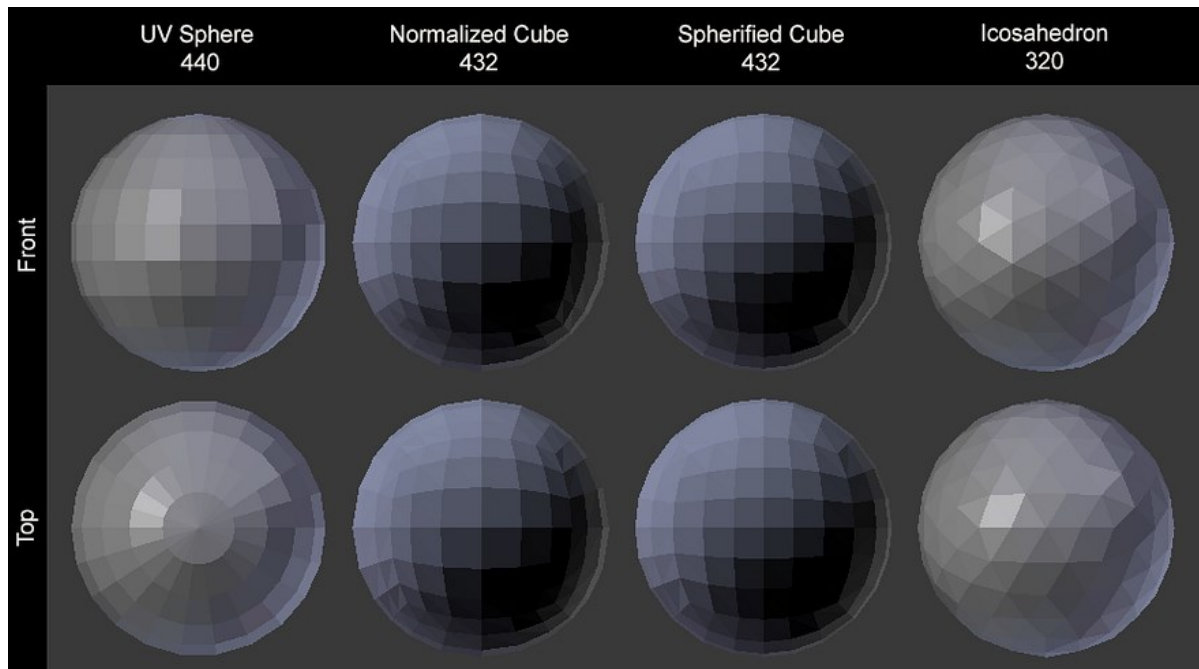 UV Sphere
440
Normalized Cube
432
Spherified Cube
432
Icosahedron
320
Front
Top